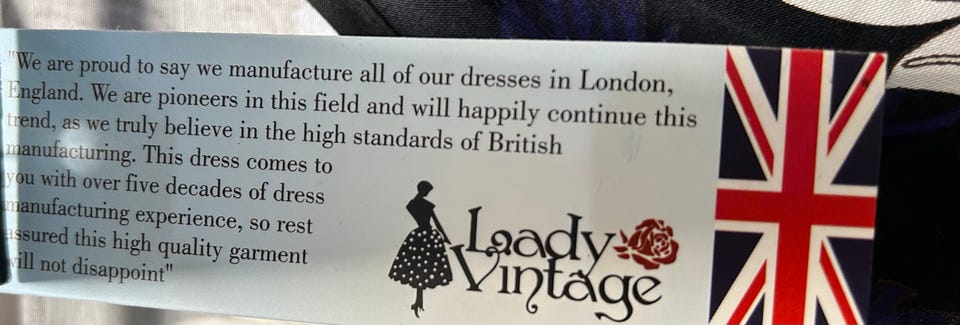 "We are proud to say we manufacture all of our dresses in London,
England. We are pioneers in this field and will happily continue this
trend, as we truly believe in the high standards of British
manufacturing. This dress comes to
you with over five decades of dress
manufacturing experience, so rest
assured this high quality garment
will not disappoint"
Lady
Vintage